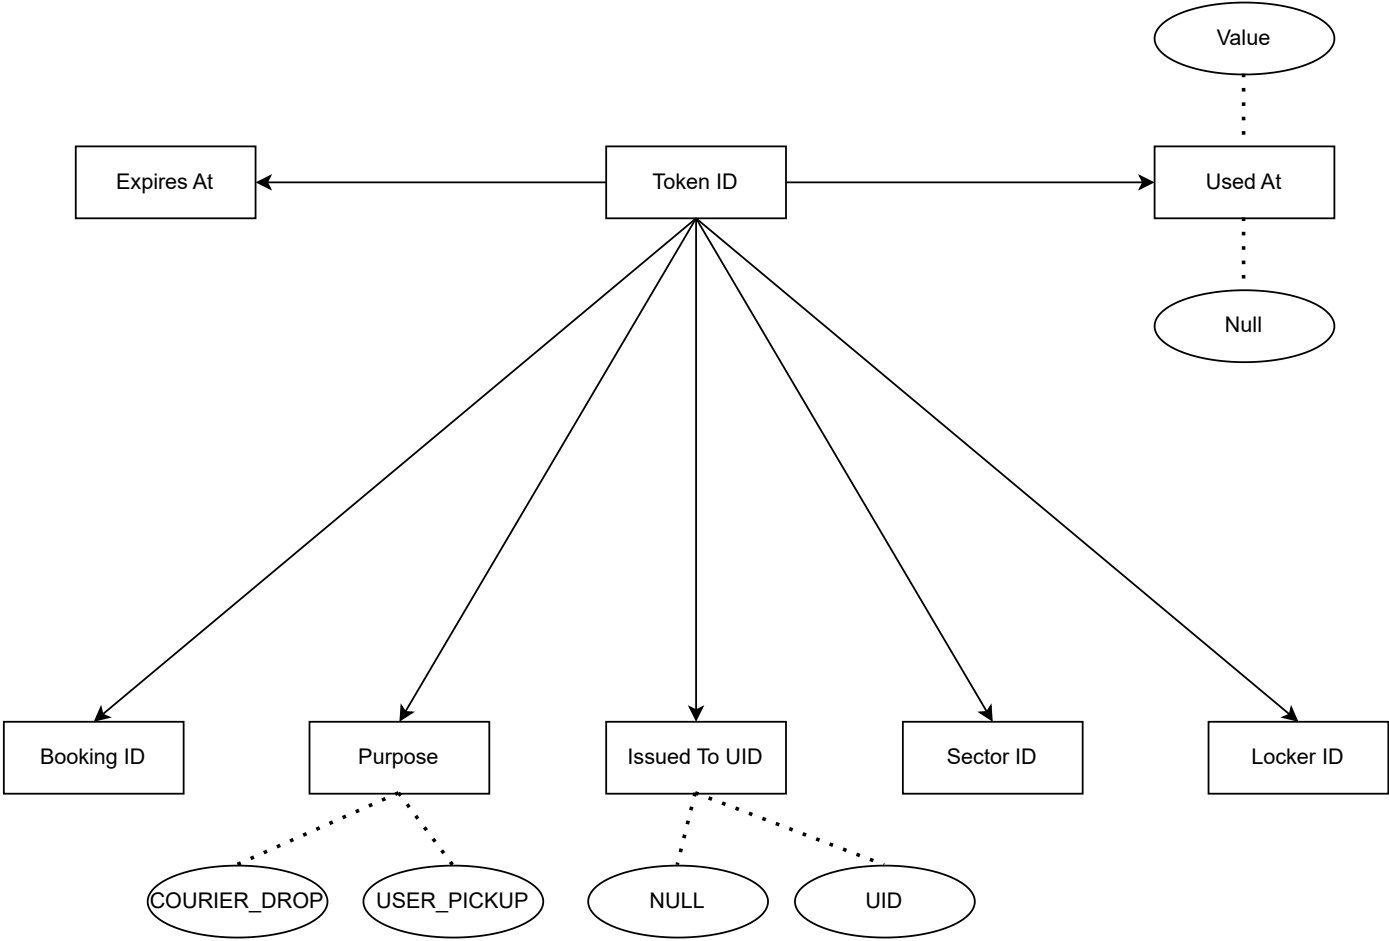 Value
Expires At
Token ID
Used At
Null
Booking ID
Purpose
Issued To UID
Sector ID
Locker ID
COURIER_DROP
USER_PICKUP
NULL
UID